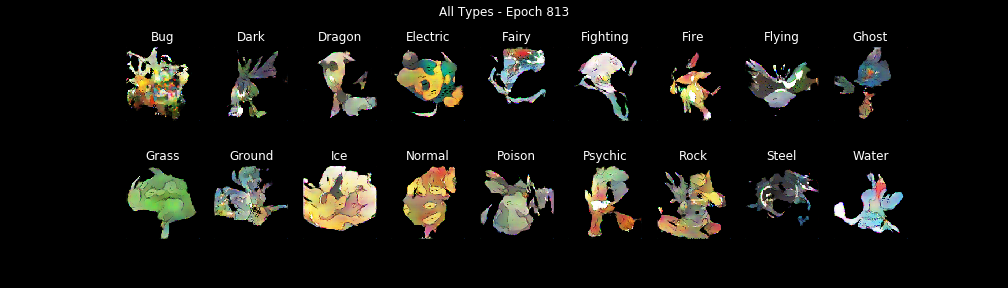 All Types - Epoch 813
Bug Dark Dragon Electric Fairy Fighting Fire Flying Ghost
Grass Ground Ice Normal Poison Psychic Rock Steel Water